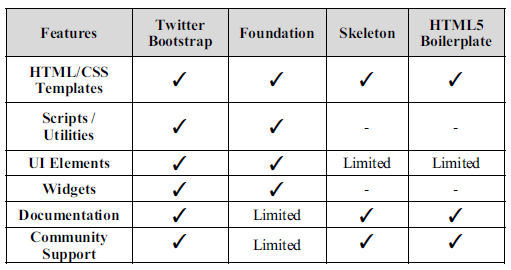 Features Twitter Bootstrap Foundation Skeleton HTML5 Boilerplate
HTML/CSS Templates ✓ ✓ ✓ ✓
Scripts / Utilities ✓ ✓ - -
UI Elements ✓ ✓ Limited Limited
Widgets ✓ ✓ - -
Documentation ✓ Limited ✓ ✓
Community Support ✓ Limited ✓ ✓